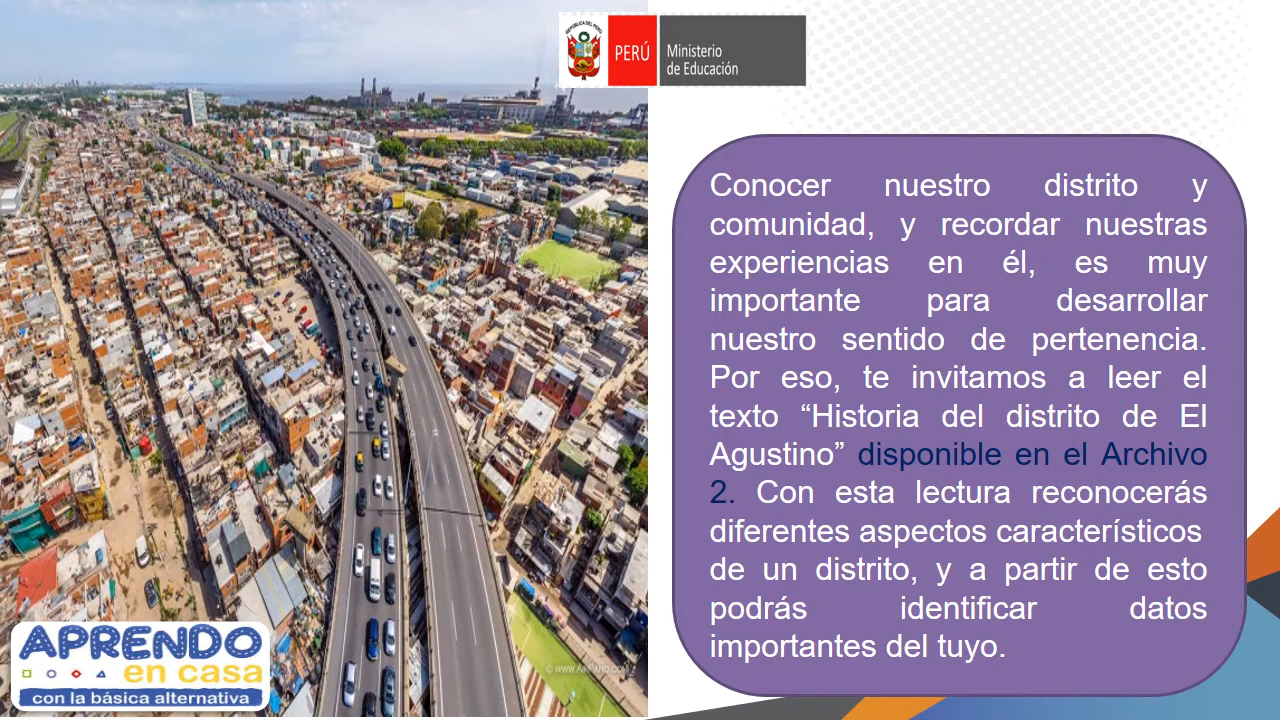 PERÚ
Ministerio
de Educación
Conocer nuestro distrito y
comunidad, y recordar nuestras
experiencias en él, es muy
importante para desarrollar
nuestro sentido de pertenencia.
Por eso, te invitamos a leer el
texto “Historia del distrito de El
Agustino” disponible en el Archivo
2. Con esta lectura reconocerás
diferentes aspectos característicos
de un distrito, y a partir de esto
podrás identificar datos
importantes del tuyo.
APRENDO
en casa
con la básica alternativa